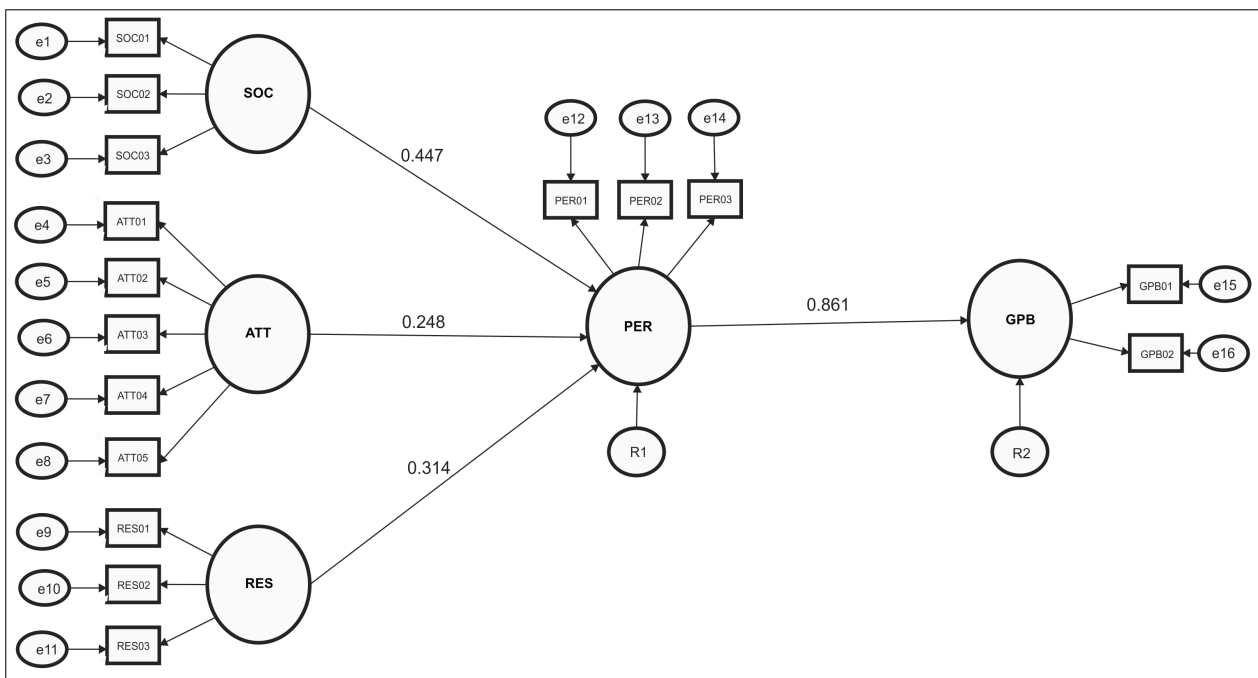 e1
SOC01
e2
SOC02
SOC
e3
SOC03
e4
ATT01
e5
ATT02
e6
ATT03
ATT
e7
ATT04
e8
ATT05
e9
RES01
e10
RES02
RES
e11
RES03
0.447
0.248
0.314
e12
e13
e14
PER01
PER02
PER03
PER
R1
0.861
GPB
R2
GPB01
e15
GPB02
e16